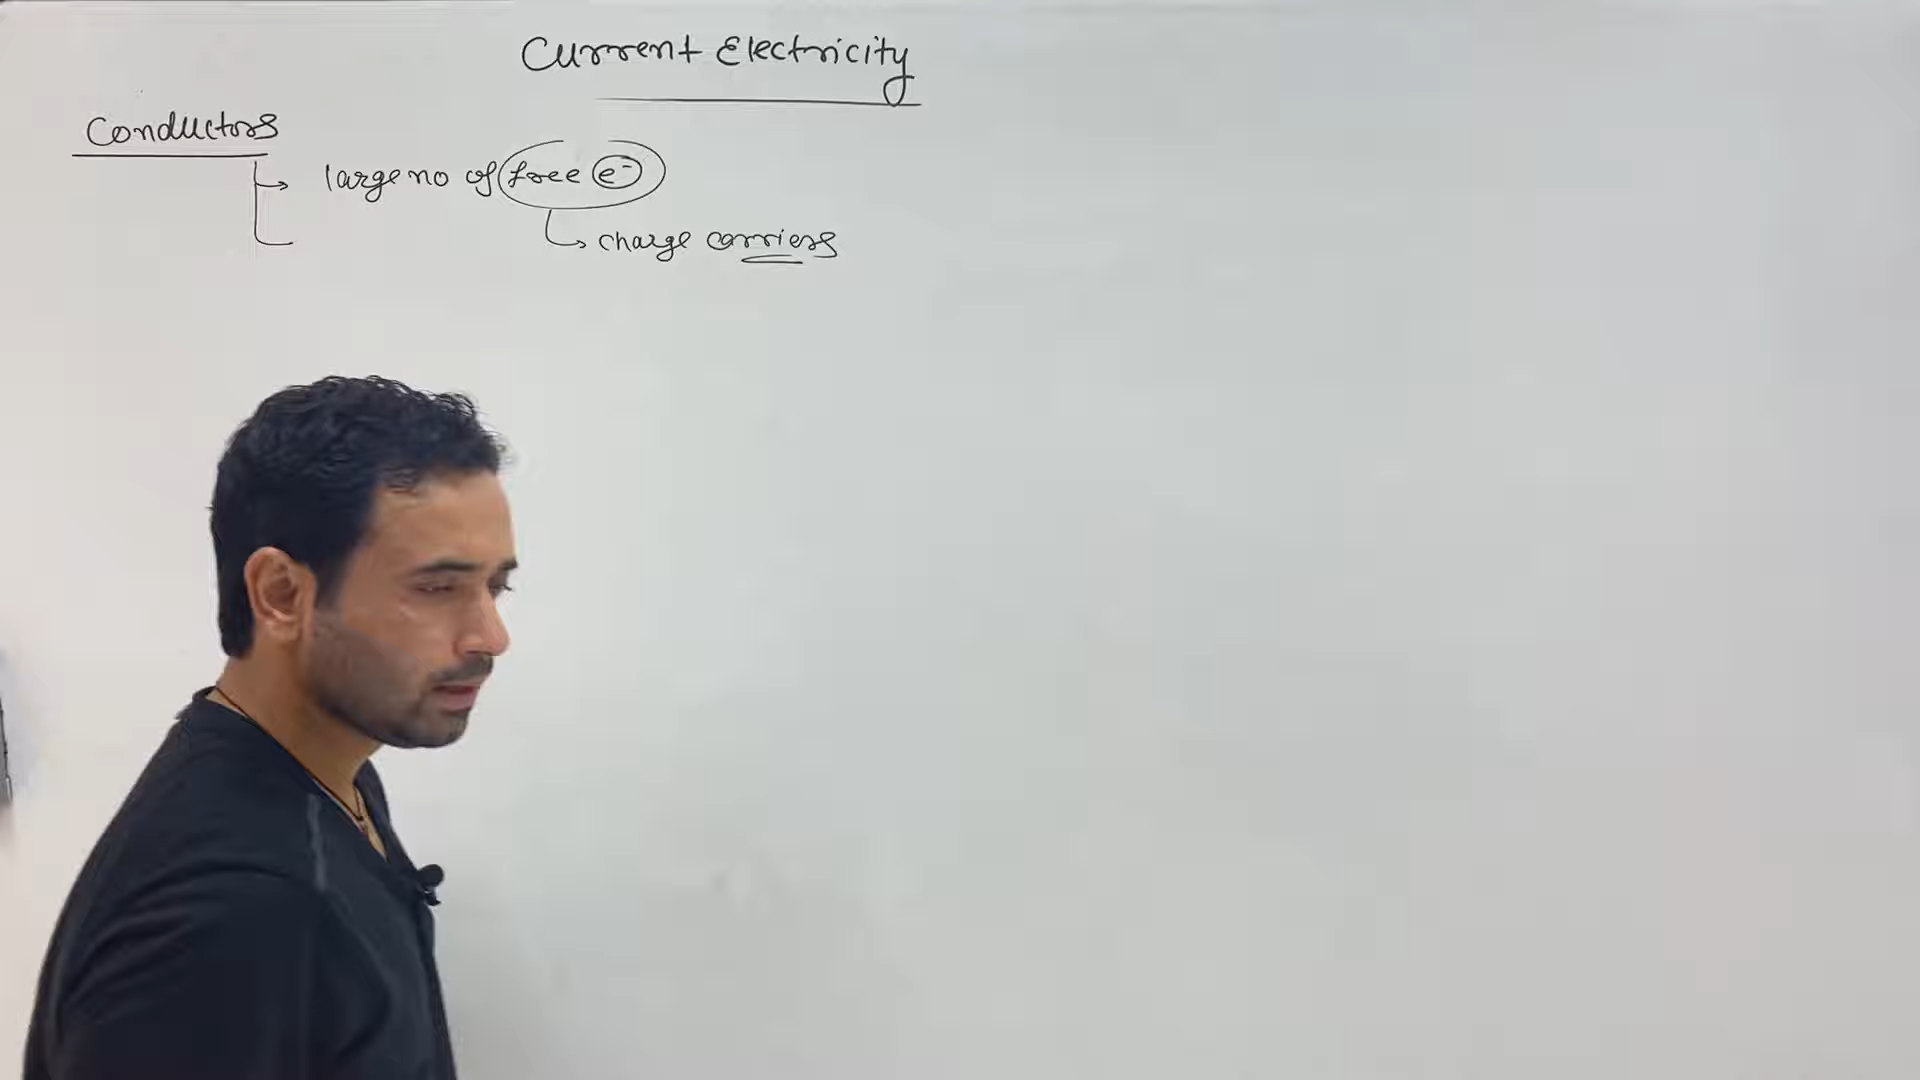 Current Electricity
Conductors
large no of free e⁻
charge carriers